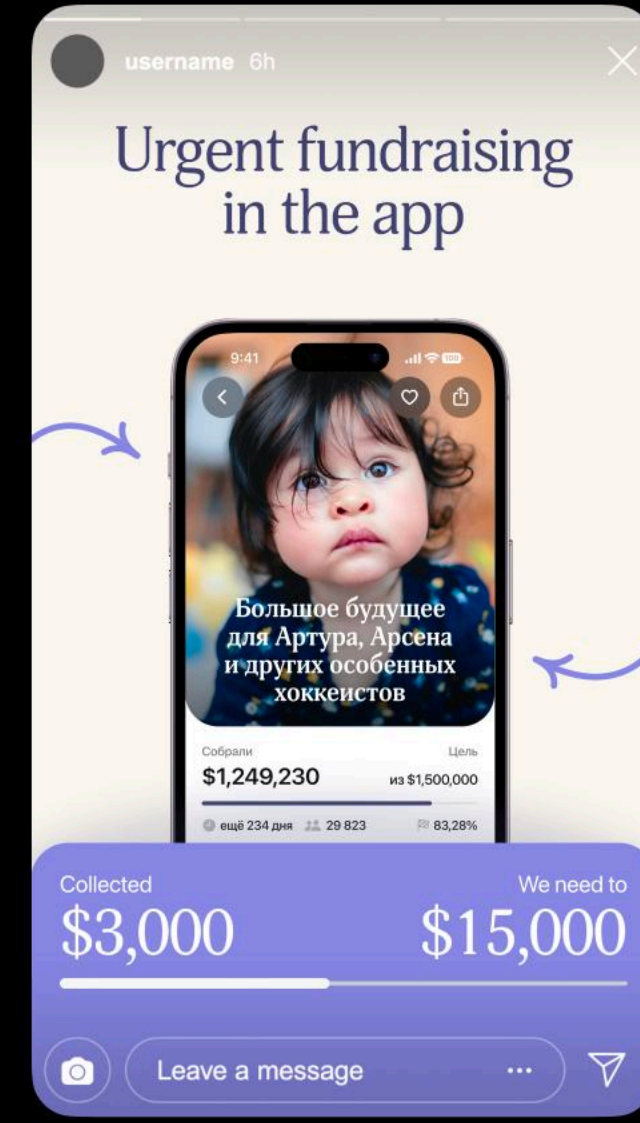 username 6h
Urgent fundraising
in the app
9:41
100
Большое будущее
для Артура, Арсена
и других особенных
хоккеистов
Собрали Цель
$1,249,230 из $1,500,000
ещё 234 дня 29 823 83,28%
Collected We need to
$3,000 $15,000
Leave a message